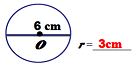 6 cm
O
r = 3cm